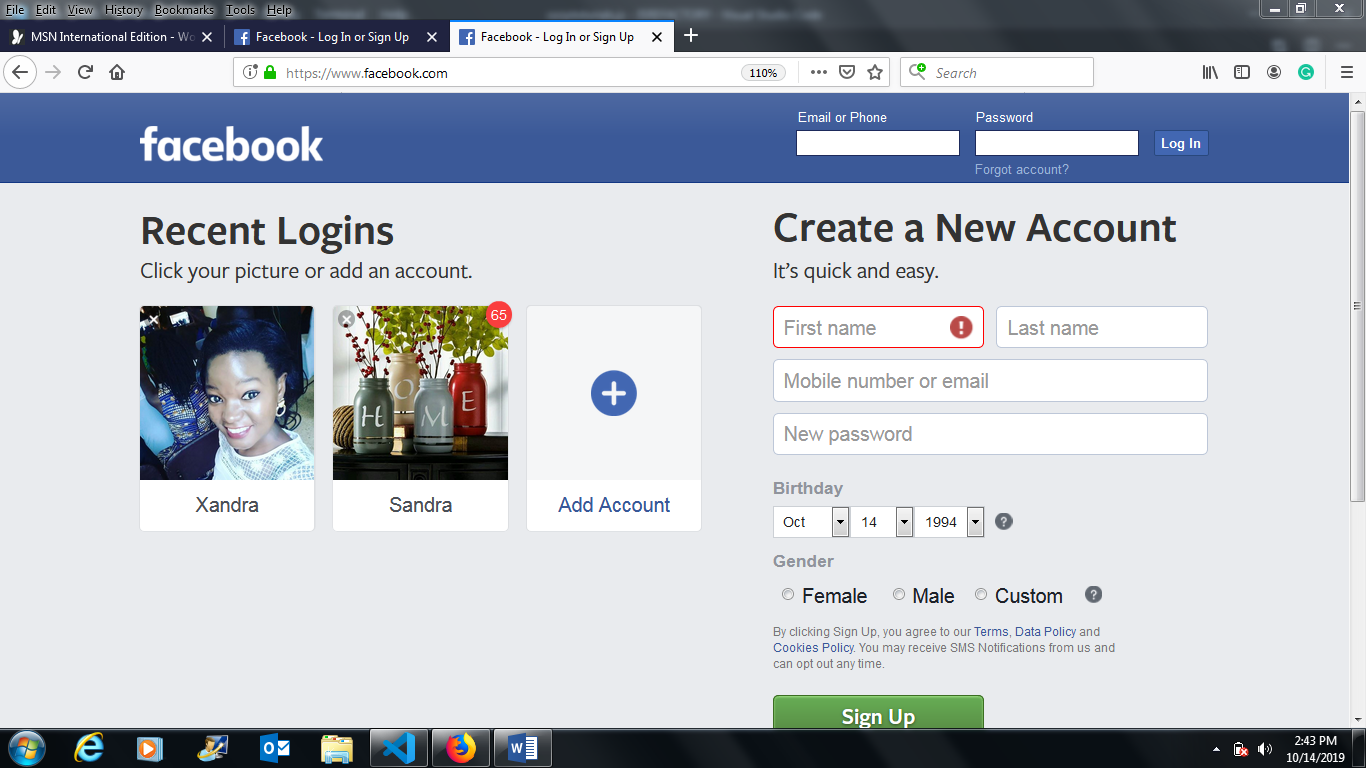 File Edit View History Bookmarks Tools Help
MSN International Edition - Wo
Facebook - Log In or Sign Up
Facebook - Log In or Sign Up
https://www.facebook.com
110%
Search
facebook
Email or Phone
Password
Log In
Forgot account?
Recent Logins
Click your picture or add an account.
65
HOME
Xandra
Sandra
Add Account
Create a New Account
It's quick and easy.
First name
Last name
Mobile number or email
New password
Birthday
Oct 14 1994
Gender
Female Male Custom
By clicking Sign Up, you agree to our Terms, Data Policy and
Cookies Policy. You may receive SMS Notifications from us and
can opt out any time.
Sign Up
2:43 PM
10/14/2019